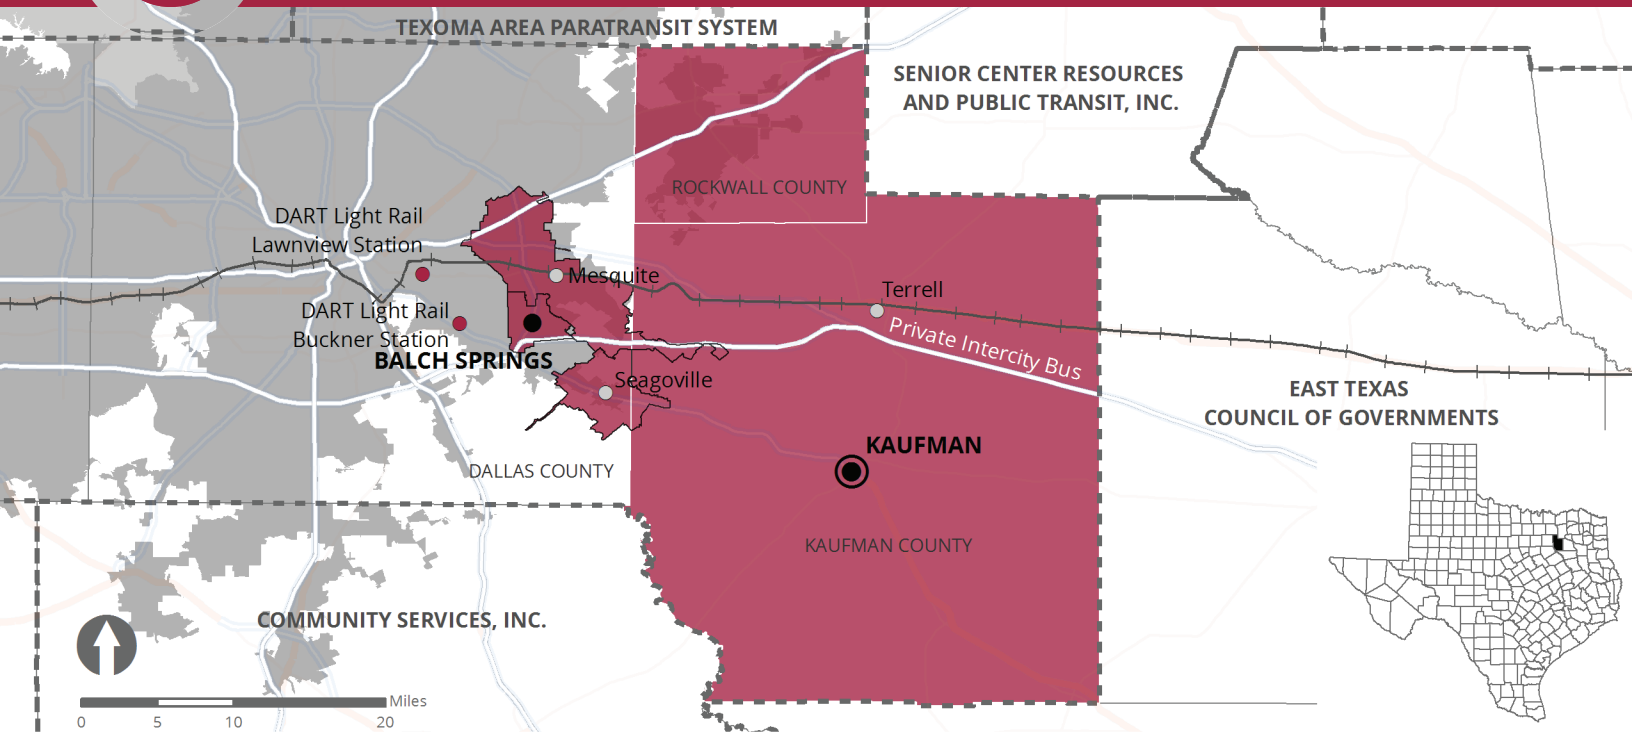 TEXOMA AREA PARATRANSIT SYSTEM
SENIOR CENTER RESOURCES
AND PUBLIC TRANSIT, INC.
ROCKWALL COUNTY
DART Light Rail
Lawnview Station
Mesquite
Terrell
DART Light Rail
Buckner Station
BALCH SPRINGS
Private Intercity Bus
Seagoville
EAST TEXAS
COUNCIL OF GOVERNMENTS
KAUFMAN
DALLAS COUNTY
KAUFMAN COUNTY
COMMUNITY SERVICES, INC.
Miles
0 5 10 20